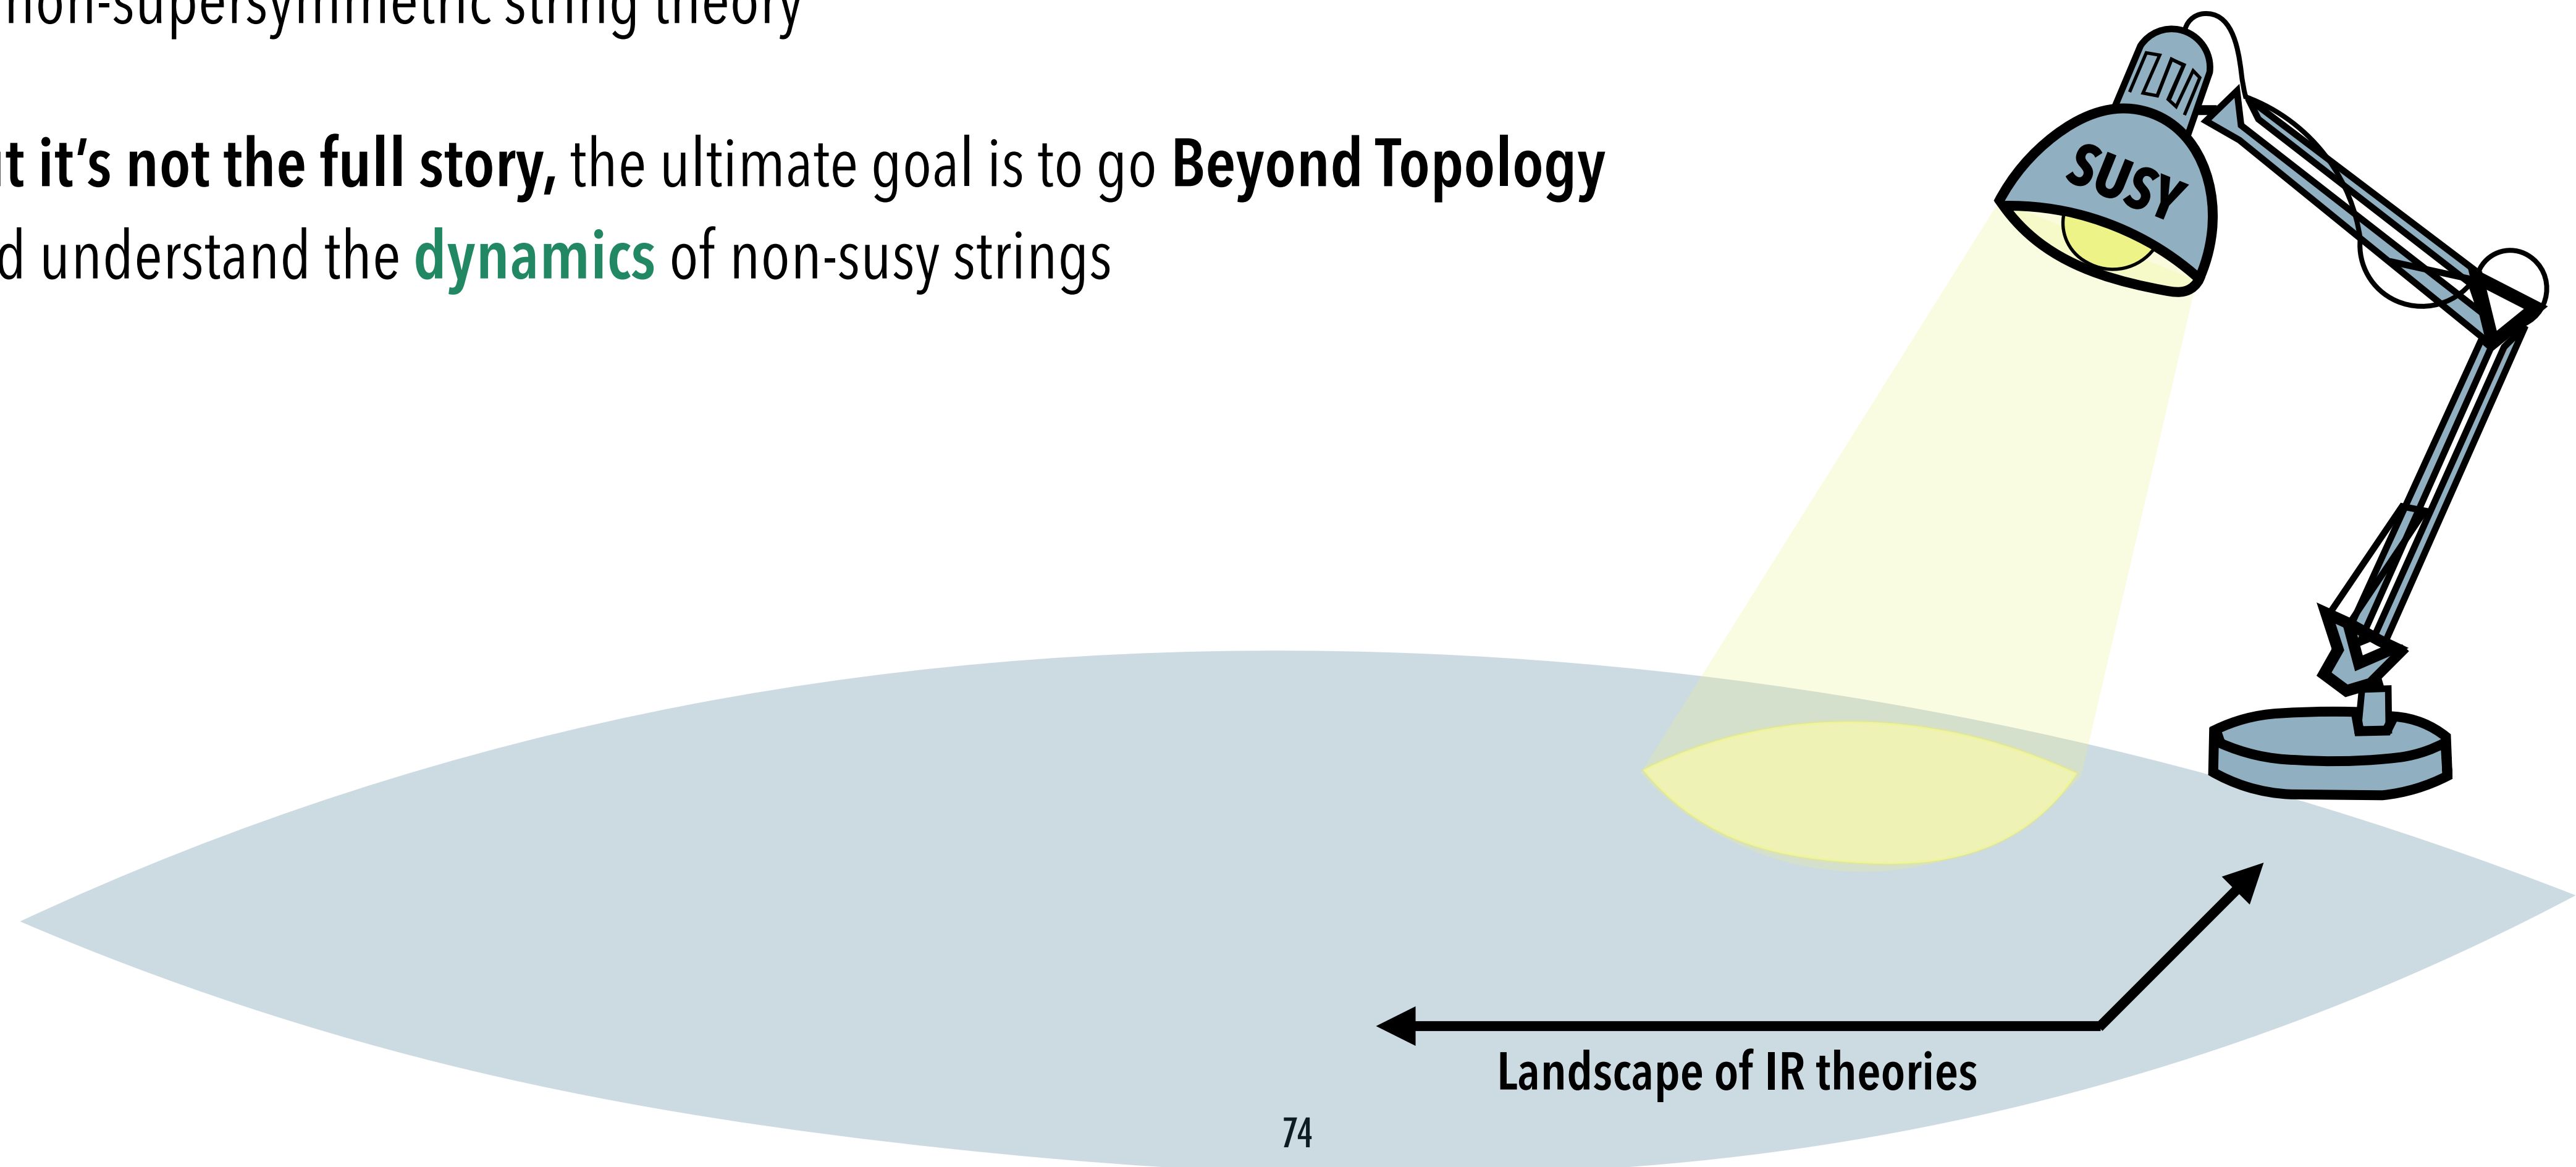 non-supersymmetric string theory
it's not the full story, the ultimate goal is to go Beyond Topology
understand the dynamics of non-susy strings
SUSY
Landscape of IR theories
74